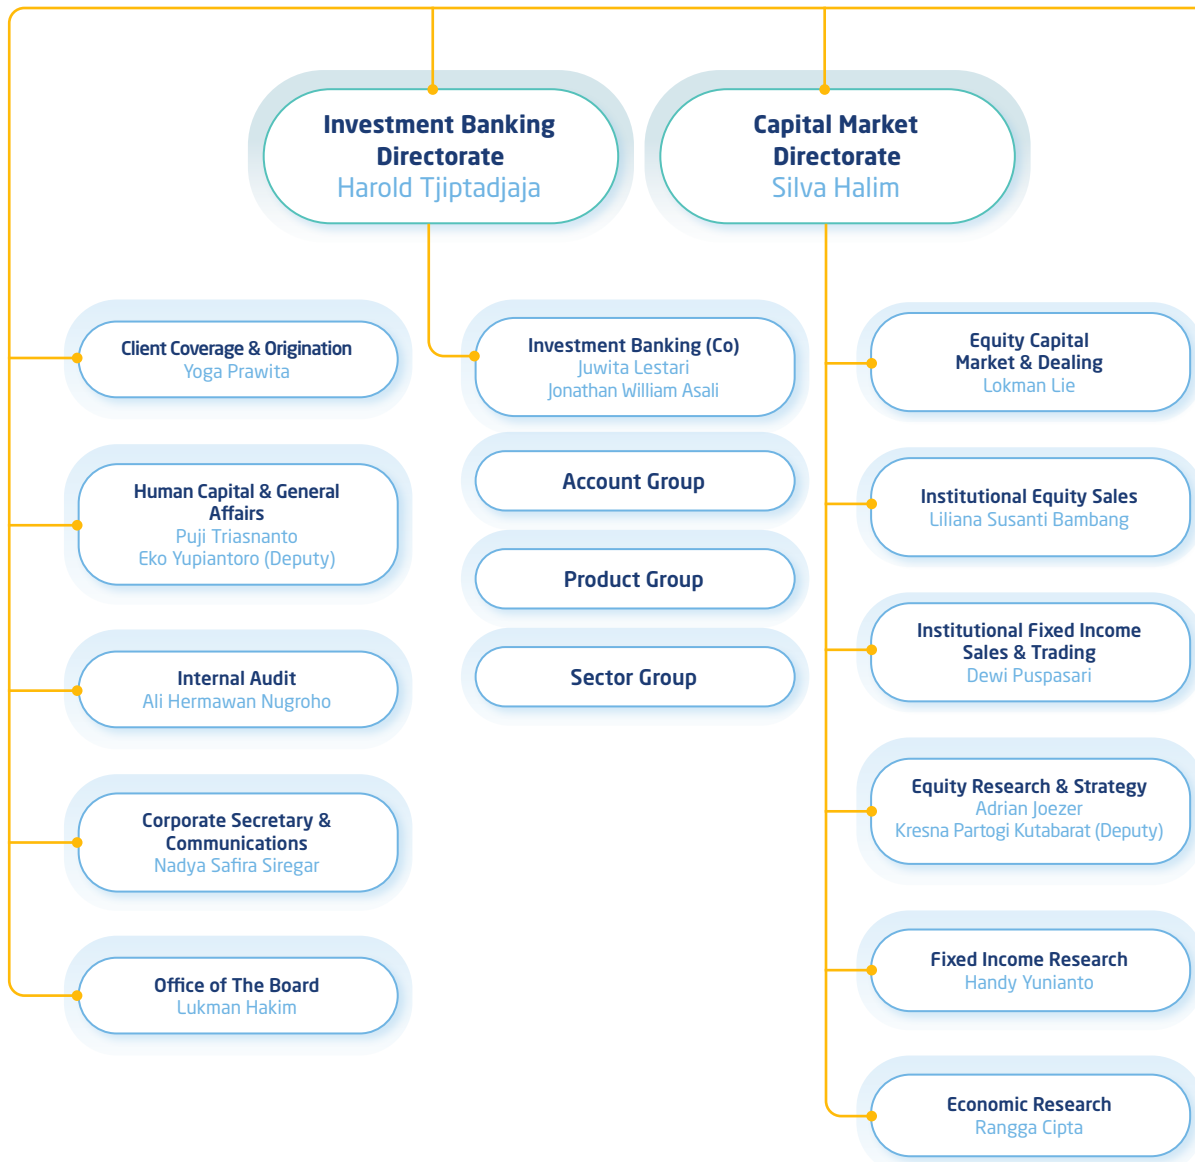 Investment Banking
Directorate
Harold Tjiptadjaja
Capital Market
Directorate
Silva Halim
Client Coverage & Origination
Yoga Prawita
Human Capital & General
Affairs
Puji Triasnanto
Eko Yupiantoro (Deputy)
Internal Audit
Ali Hermawan Nugroho
Corporate Secretary &
Communications
Nadya Safira Siregar
Office of The Board
Lukman Hakim
Investment Banking (Co)
Juwita Lestari
Jonathan William Asali
Account Group
Product Group
Sector Group
Equity Capital
Market & Dealing
Lokman Lie
Institutional Equity Sales
Liliana Susanti Bambang
Institutional Fixed Income
Sales & Trading
Dewi Puspasari
Equity Research & Strategy
Adrian Joezer
Kresna Partogi Kutabarat (Deputy)
Fixed Income Research
Handy Yunianto
Economic Research
Rangga Cipta